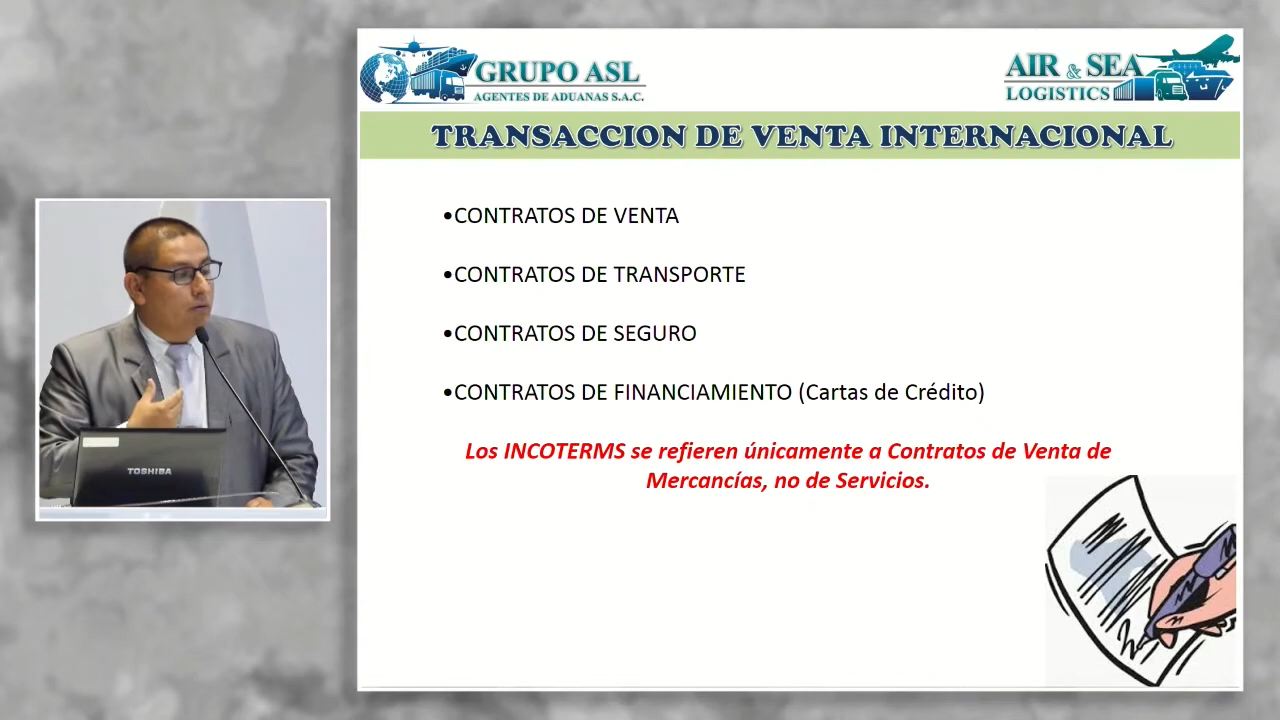 GRUPO ASL
AGENTES DE ADUANAS S.A.C.
AIR & SEA
LOGISTICS
TRANSACCION DE VENTA INTERNACIONAL
•CONTRATOS DE VENTA
•CONTRATOS DE TRANSPORTE
•CONTRATOS DE SEGURO
•CONTRATOS DE FINANCIAMIENTO (Cartas de Crédito)
Los INCOTERMS se refieren únicamente a Contratos de Venta de
Mercancías, no de Servicios.
TOSHIBA